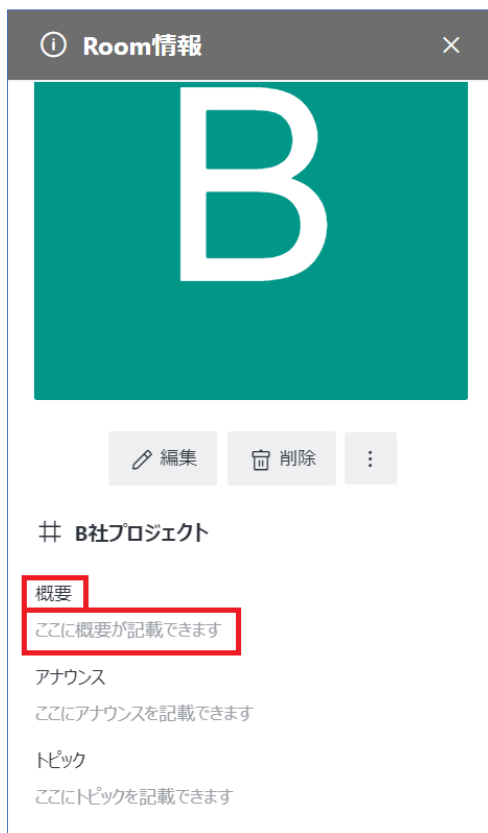 Room情報
B
編集 削除
# B社プロジェクト
概要
ここに概要が記載できます
アナウンス
ここにアナウンスを記載できます
トピック
ここにトピックを記載できます